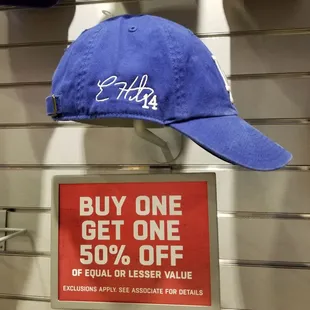 14
BUY ONE
GET ONE
50% OFF
OF EQUAL OR LESSER VALUE
EXCLUSIONS APPLY. SEE ASSOCIATE FOR DETAILS